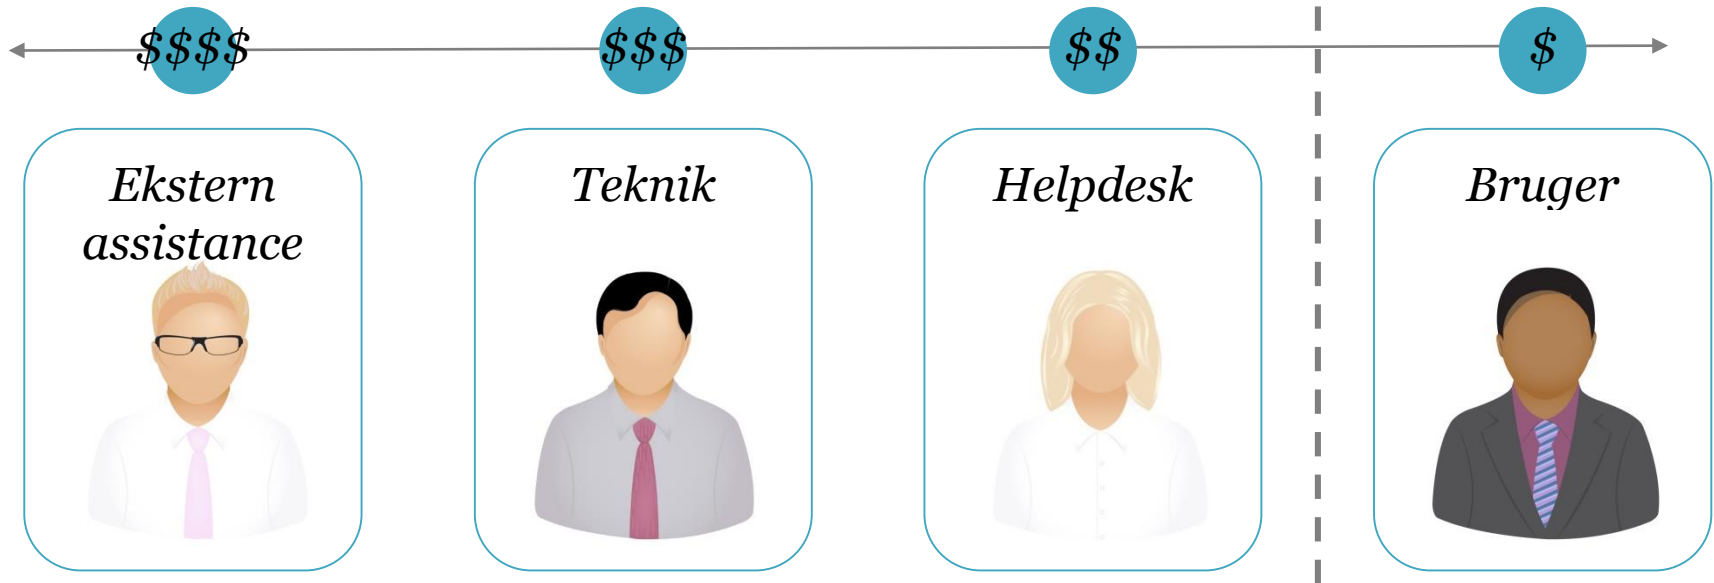 $$$$
$$$
$$
$
Ekstern
assistance
Teknik
Helpdesk
Bruger